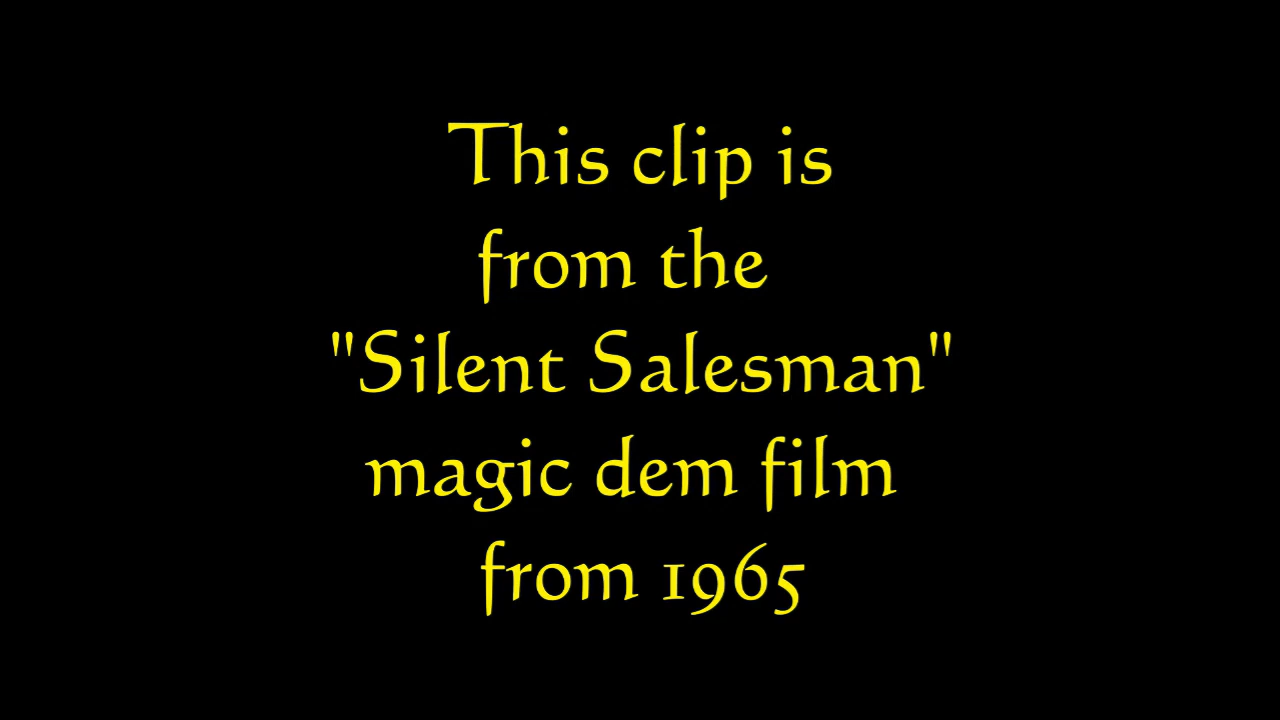 This clip is
from the
"Silent Salesman"
magic dem film
from 1965